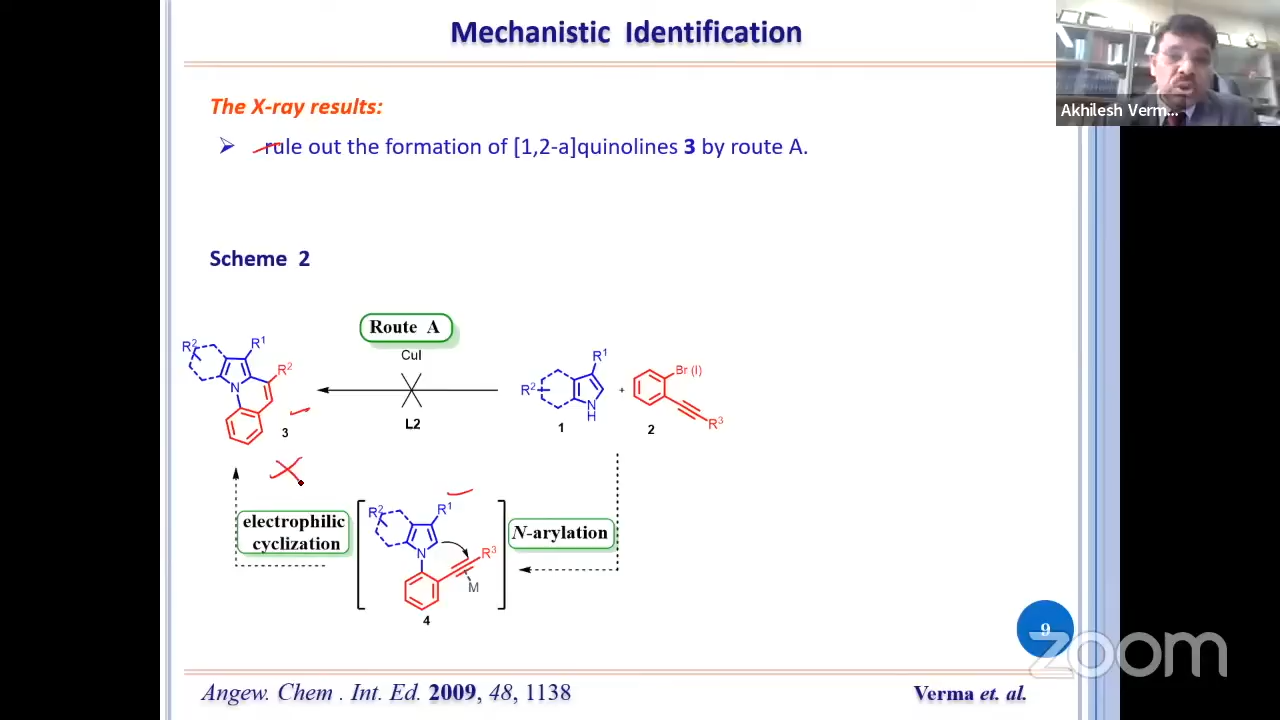 Mechanistic Identification
Akhilesh Verm...
The X-ray results:
➢ rule out the formation of [1,2-a]quinolines 3 by route A.
Scheme 2
Route A
CuI
L2
R2
R1
R2
N
3
R1
R2
N
H
1
+
Br (I)
R3
2
electrophilic
cyclization
R2
R1
N
R3
M
4
N-arylation
9
zoom
Angew. Chem . Int. Ed. 2009, 48, 1138
Verma et. al.